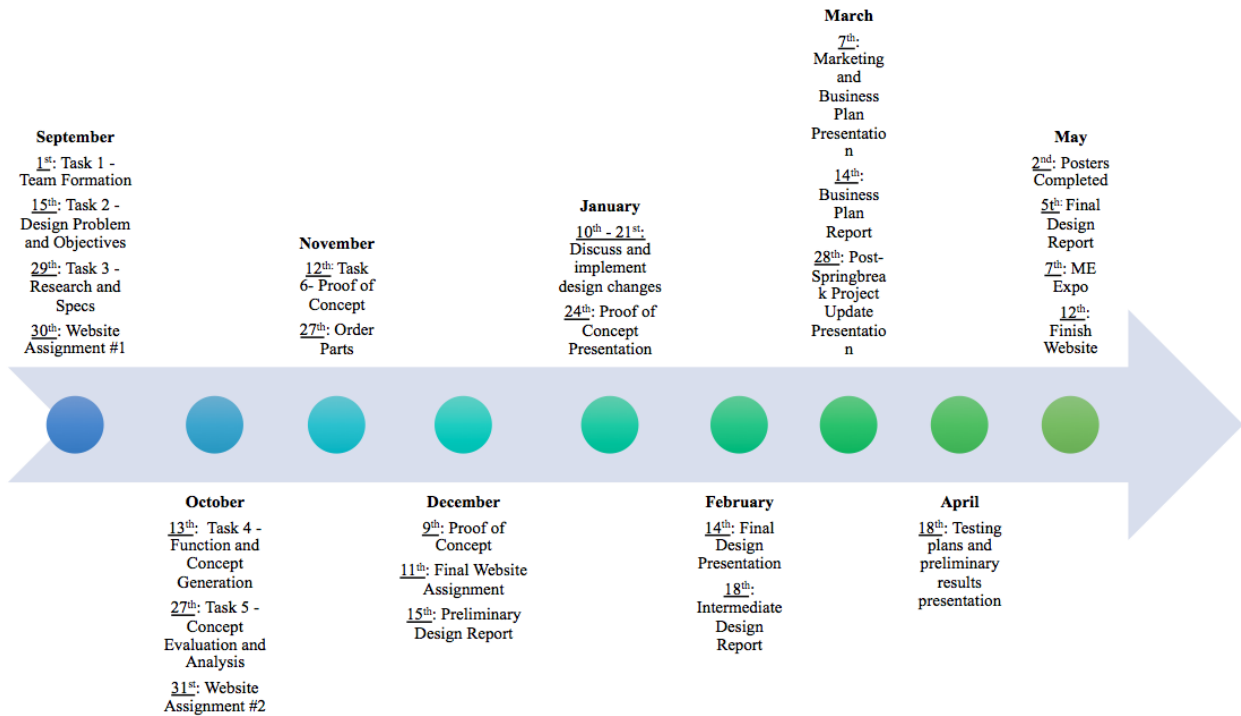 September
1st: Task 1 -
Team Formation
15th: Task 2 -
Design Problem
and Objectives
29th: Task 3 -
Research and
Specs
30th: Website
Assignment #1
October
13th:  Task 4 -
Function and
Concept
Generation
27th: Task 5 -
Concept
Evaluation and
Analysis
31st: Website
Assignment #2
November
12th: Task
6- Proof of
Concept
27th: Order
Parts
December
9th: Proof of
Concept
11th: Final Website
Assignment
15th: Preliminary
Design Report
January
10th - 21st:
Discuss and
implement
design changes
24th: Proof of
Concept
Presentation
February
14th: Final
Design
Presentation
18th:
Intermediate
Design
Report
March
7th:
Marketing
and
Business
Plan
Presentatio
n
14th:
Business
Plan
Report
28th: Post-
Springbrea
k Project
Update
Presentatio
n
April
18th: Testing
plans and
preliminary
results
presentation
May
2nd: Posters
Completed
5th: Final
Design
Report
7th: ME
Expo
12th:
Finish
Website